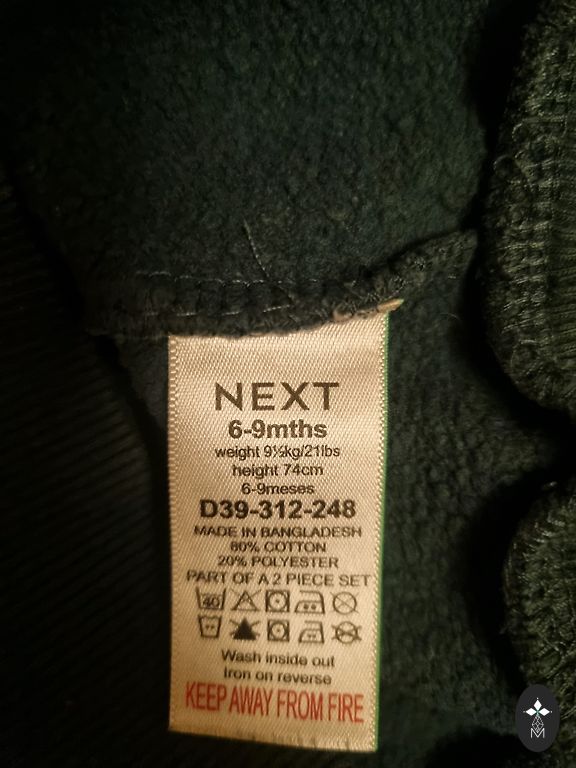 NEXT
6-9mths
weight 9½kg/21lbs
height 74cm
6-9meses
D39-312-248
MADE IN BANGLADESH
80% COTTON
20% POLYESTER
PART OF A 2 PIECE SET
40
Wash inside out
Iron on reverse
KEEP AWAY FROM FIRE
M